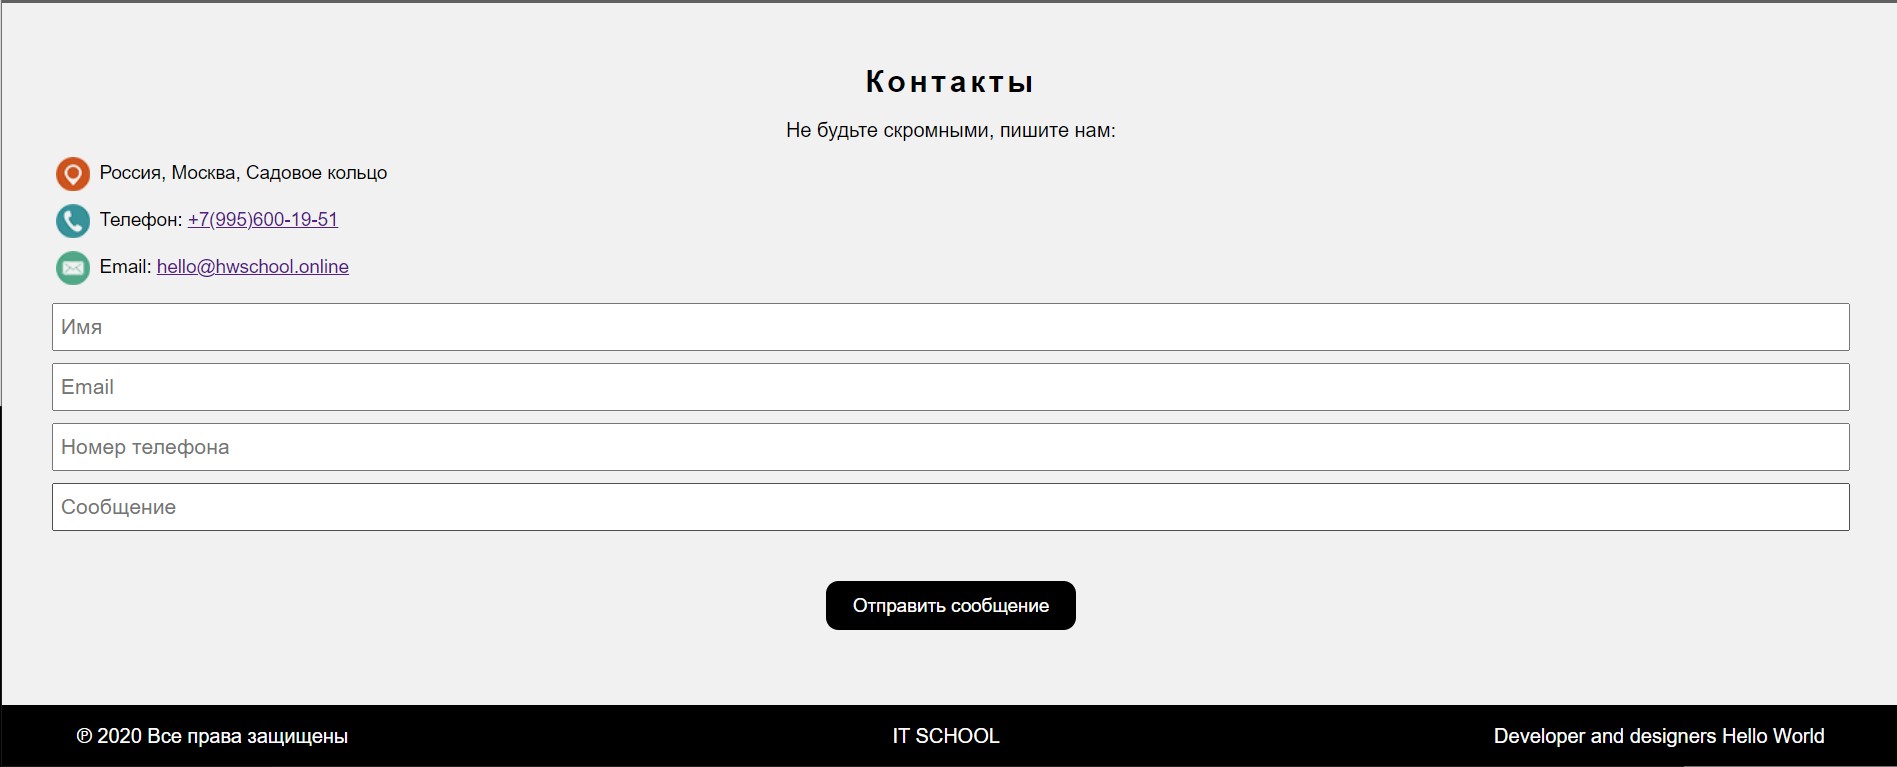 Контакты
Не будьте скромными, пишите нам:
Россия, Москва, Садовое кольцо
Телефон: +7(995)600-19-51
Email: hello@hwschool.online
Имя
Email
Номер телефона
Сообщение
Отправить сообщение
℗ 2020 Все права защищены
IT SCHOOL
Developer and designers Hello World